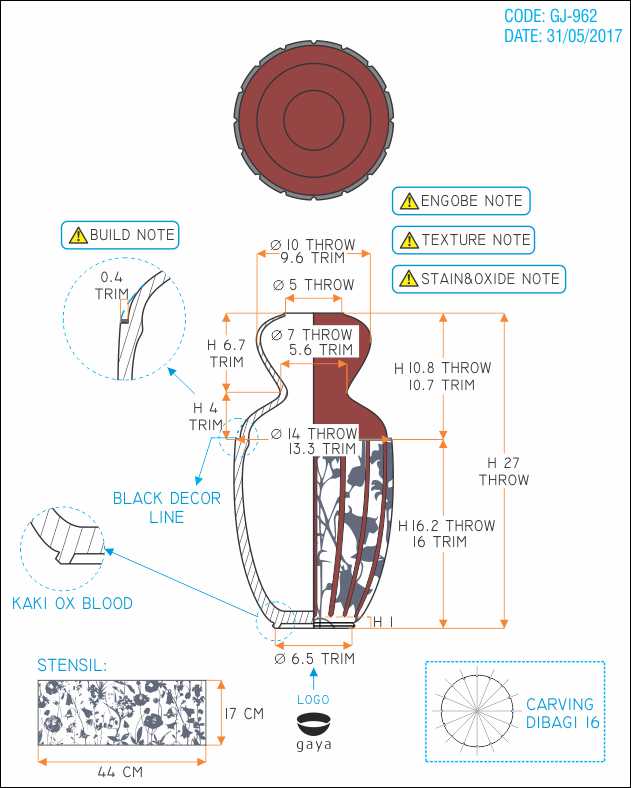 CODE: GJ-962
DATE: 31/05/2017
ENGOBE NOTE
BUILD NOTE
TEXTURE NOTE
STAIN&OXIDE NOTE
Ø 10 THROW
9.6 TRIM
0.4
TRIM
Ø 5 THROW
Ø 7 THROW
5.6 TRIM
H 6.7
TRIM
H 10.8 THROW
10.7 TRIM
H 4
TRIM
Ø 14 THROW
13.3 TRIM
H 27
THROW
BLACK DECOR
LINE
H 16.2 THROW
16 TRIM
KAKI OX BLOOD
H 1
Ø 6.5 TRIM
STENSIL:
LOGO
17 CM
gaya
44 CM
CARVING
DIBAGI 16